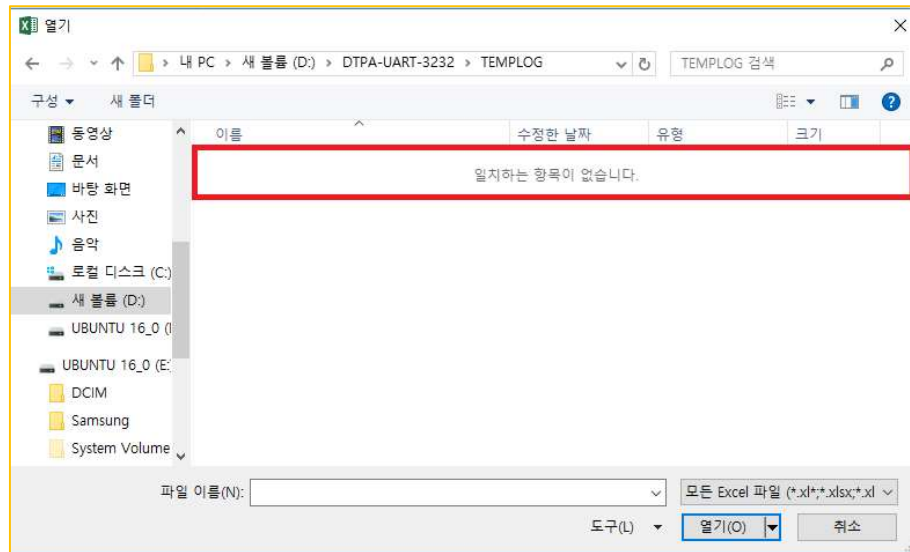 열기
내 PC > 새 볼륨 (D:) > DTPA-UART-3232 > TEMPLOG
TEMPLOG 검색
구성
새 폴더
이름
수정한 날짜
유형
크기
일치하는 항목이 없습니다.
동영상
문서
바탕 화면
사진
음악
로컬 디스크 (C:)
새 볼륨 (D:)
UBUNTU 16_0 (
UBUNTU 16_0 (E:
DCIM
Samsung
System Volume
파일 이름(N):
모든 Excel 파일 (*.xl*;*.xlsx;*.xl
도구(L)
열기(O)
취소